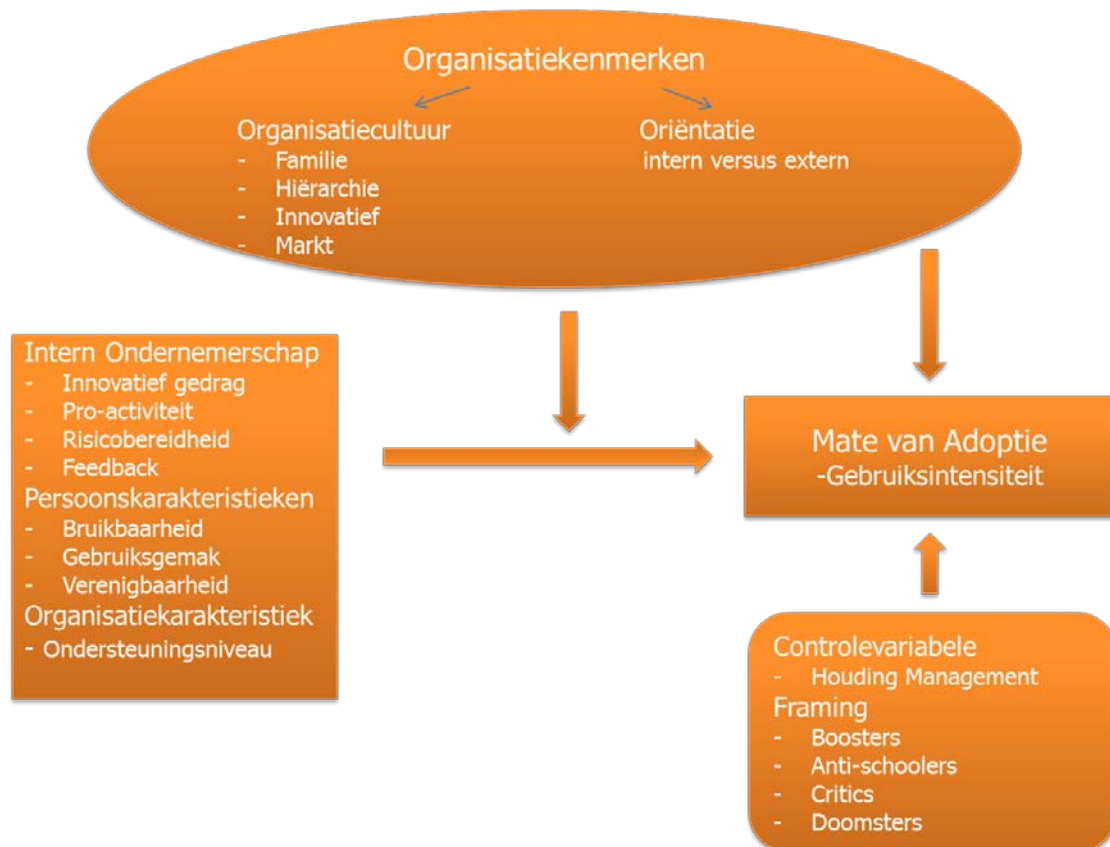 Organisatiekenmerken
Organisatiecultuur
- Familie
- Hiërarchie
- Innovatief
- Markt
Oriëntatie
intern versus extern
Intern Ondernemerschap
- Innovatief gedrag
- Pro-activiteit
- Risicobereidheid
- Feedback
Persoonskarakteristieken
- Bruikbaarheid
- Gebruiksgemak
- Verenigbaarheid
Organisatiekarakteristiek
- Ondersteuningsniveau
Mate van Adoptie
-Gebruiksintensiteit
Controlevariabele
- Houding Management
Framing
- Boosters
- Anti-schoolers
- Critics
- Doomsters